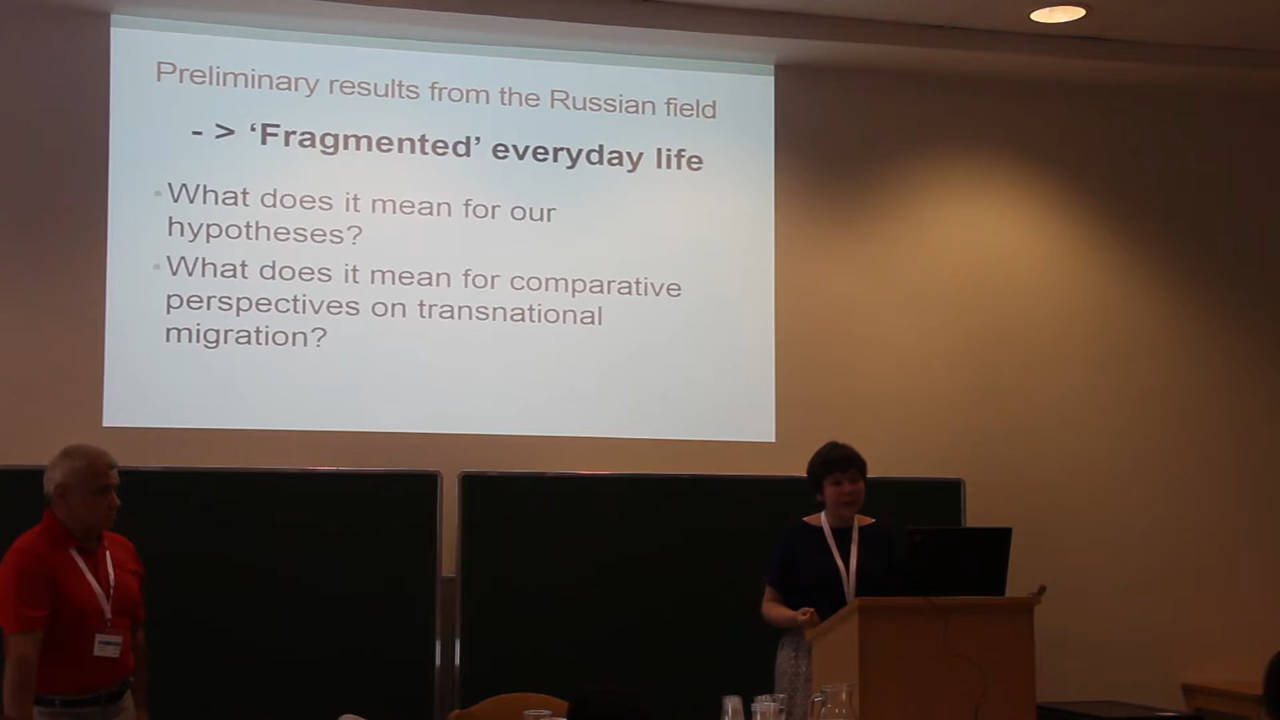 Preliminary results from the Russian field
- > ‘Fragmented’ everyday life
What does it mean for our
hypotheses?
What does it mean for comparative
perspectives on transnational
migration?